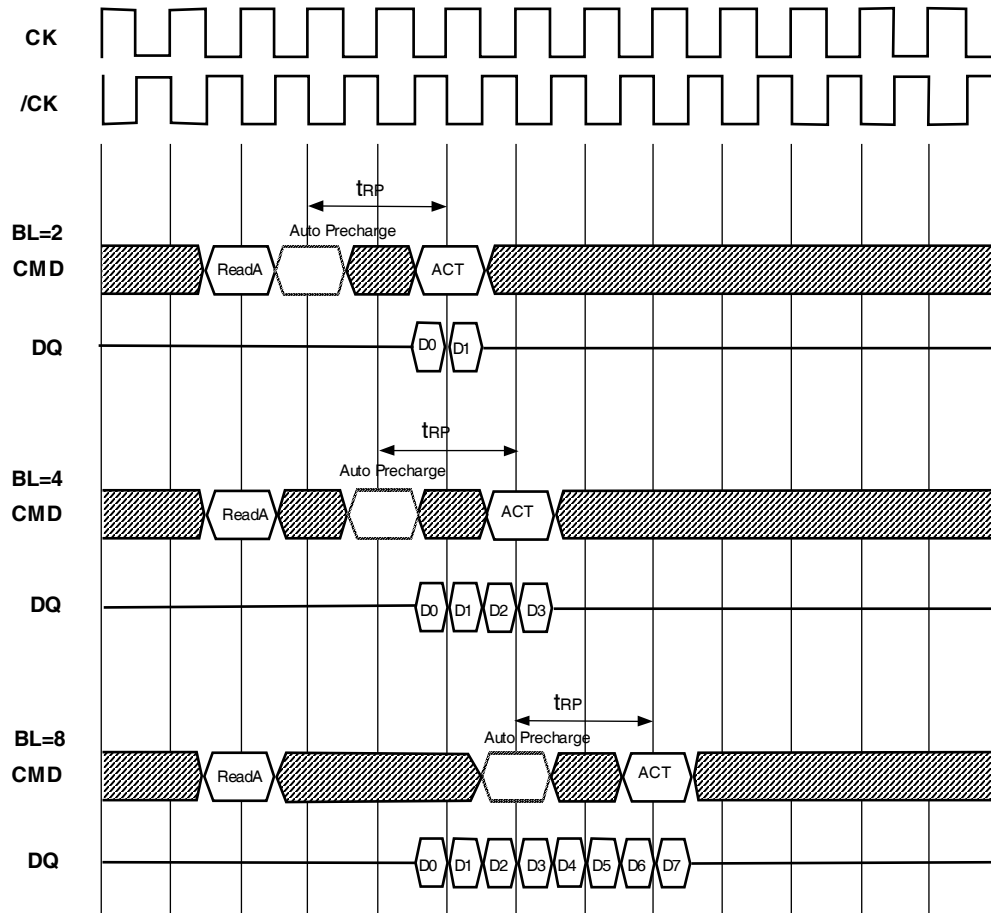 CK
/CK
tRP
BL=2
Auto Precharge
CMD
ReadA
ACT
DQ
D0
D1
tRP
BL=4
Auto Precharge
CMD
ReadA
ACT
DQ
D0
D1
D2
D3
tRP
BL=8
Auto Precharge
CMD
ReadA
ACT
DQ
D0
D1
D2
D3
D4
D5
D6
D7